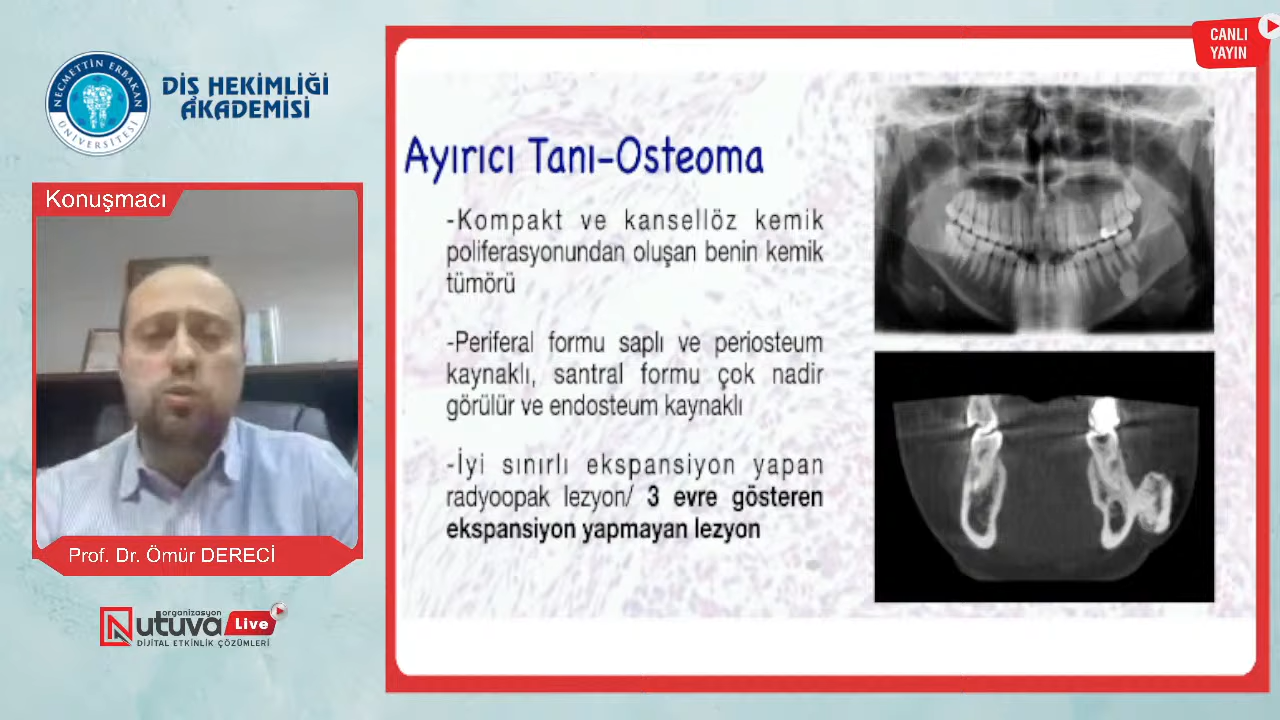 CANLI
YAYIN
NECMETTİN ERBAKAN
ÜNİVERSİTESİ
DİŞ HEKİMLİĞİ
AKADEMİSİ
Konuşmacı
Prof. Dr. Ömür DERECİ
organizasyon
Nutuva Live
DİJİTAL ETKİNLİK ÇÖZÜMLERİ
Ayırıcı Tanı-Osteoma
-Kompakt ve kansellöz kemik
poliferasyonundan oluşan benin kemik
tümörü
-Periferal formu saplı ve periosteum
kaynaklı, santral formu çok nadir
görülür ve endosteum kaynaklı
-İyi sınırlı ekspansiyon yapan
radyoopak lezyon/ 3 evre gösteren
ekspansiyon yapmayan lezyon